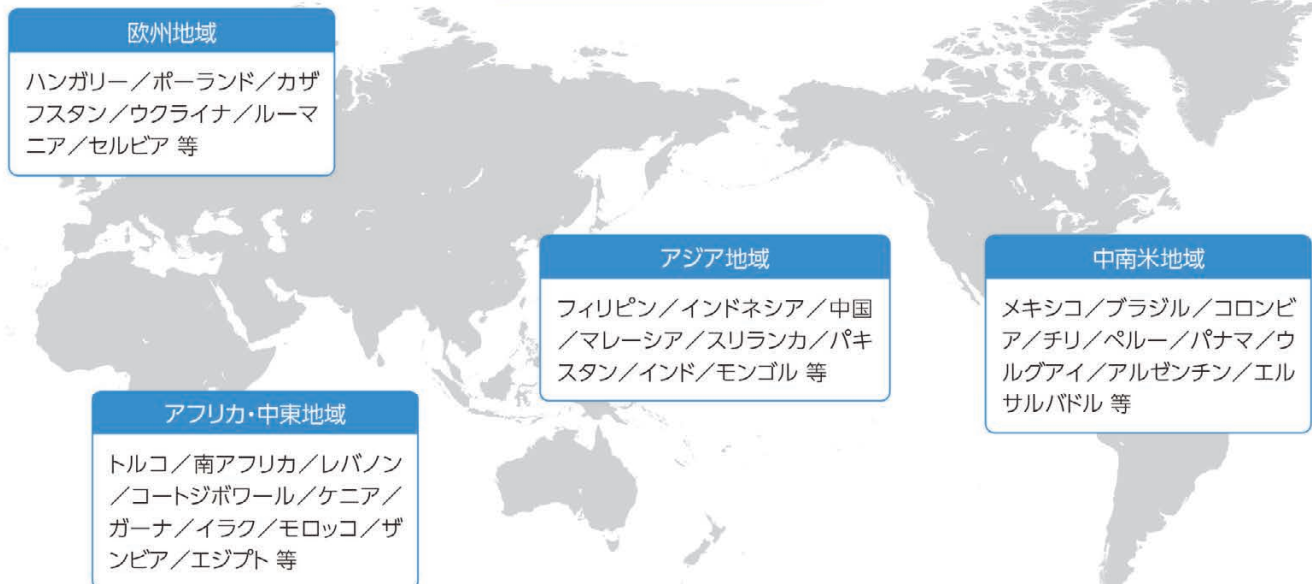 欧州地域
ハンガリー／ポーランド／カザ
フスタン／ウクライナ／ルーマ
ニア／セルビア 等
アジア地域
フィリピン／インドネシア／中国
／マレーシア／スリランカ／パキ
スタン／インド／モンゴル 等
中南米地域
メキシコ／ブラジル／コロンビ
ア／チリ／ペルー／パナマ／ウ
ルグアイ／アルゼンチン／エル
サルバドル 等
アフリカ・中東地域
トルコ／南アフリカ／レバノン
／コートジボワール／ケニア／
ガーナ／イラク／モロッコ／ザ
ンビア／エジプト 等